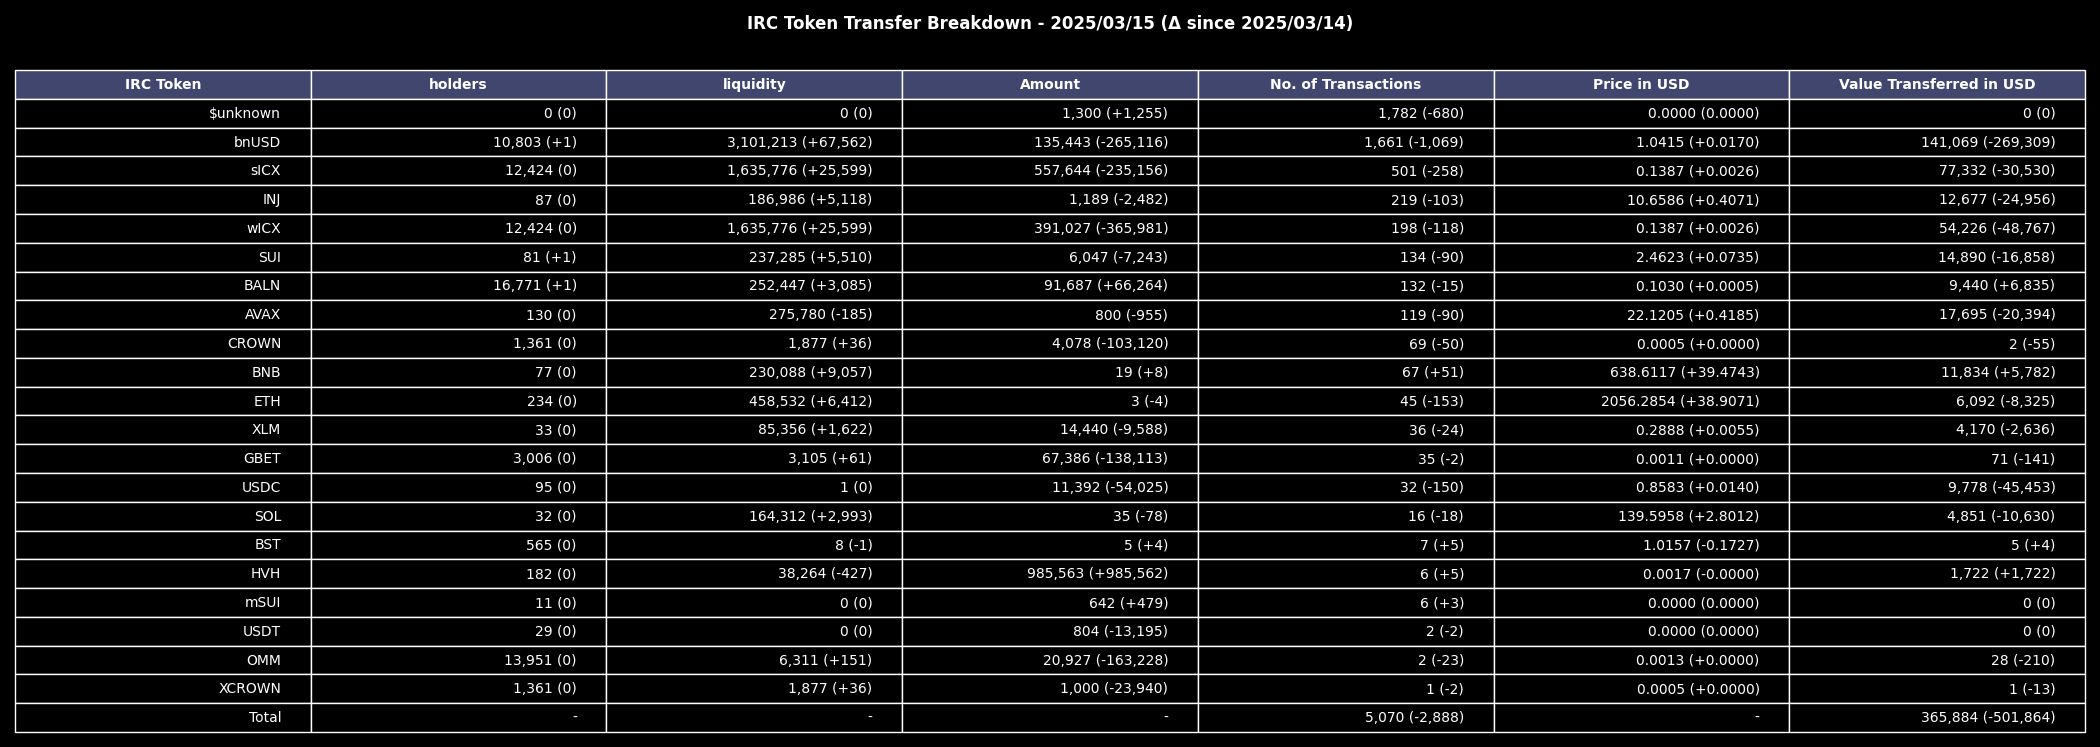 IRC Token Transfer Breakdown - 2025/03/15 (Δ since 2025/03/14)
IRC Token holders liquidity Amount No. of Transactions Price in USD Value Transferred in USD
$unknown 0 (0) 0 (0) 1,300 (+1,255) 1,782 (-680) 0.0000 (0.0000) 0 (0)
bnUSD 10,803 (+1) 3,101,213 (+67,562) 135,443 (-265,116) 1,661 (-1,069) 1.0415 (+0.0170) 141,069 (-269,309)
sICX 12,424 (0) 1,635,776 (+25,599) 557,644 (-235,156) 501 (-258) 0.1387 (+0.0026) 77,332 (-30,530)
INJ 87 (0) 186,986 (+5,118) 1,189 (-2,482) 219 (-103) 10.6586 (+0.4071) 12,677 (-24,956)
wICX 12,424 (0) 1,635,776 (+25,599) 391,027 (-365,981) 198 (-118) 0.1387 (+0.0026) 54,226 (-48,767)
SUI 81 (+1) 237,285 (+5,510) 6,047 (-7,243) 134 (-90) 2.4623 (+0.0735) 14,890 (-16,858)
BALN 16,771 (+1) 252,447 (+3,085) 91,687 (+66,264) 132 (-15) 0.1030 (+0.0005) 9,440 (+6,835)
AVAX 130 (0) 275,780 (-185) 800 (-955) 119 (-90) 22.1205 (+0.4185) 17,695 (-20,394)
CROWN 1,361 (0) 1,877 (+36) 4,078 (-103,120) 69 (-50) 0.0005 (+0.0000) 2 (-55)
BNB 77 (0) 230,088 (+9,057) 19 (+8) 67 (+51) 638.6117 (+39.4743) 11,834 (+5,782)
ETH 234 (0) 458,532 (+6,412) 3 (-4) 45 (-153) 2056.2854 (+38.9071) 6,092 (-8,325)
XLM 33 (0) 85,356 (+1,622) 14,440 (-9,588) 36 (-24) 0.2888 (+0.0055) 4,170 (-2,636)
GBET 3,006 (0) 3,105 (+61) 67,386 (-138,113) 35 (-2) 0.0011 (+0.0000) 71 (-141)
USDC 95 (0) 1 (0) 11,392 (-54,025) 32 (-150) 0.8583 (+0.0140) 9,778 (-45,453)
SOL 32 (0) 164,312 (+2,993) 35 (-78) 16 (-18) 139.5958 (+2.8012) 4,851 (-10,630)
BST 565 (0) 8 (-1) 5 (+4) 7 (+5) 1.0157 (-0.1727) 5 (+4)
HVH 182 (0) 38,264 (-427) 985,563 (+985,562) 6 (+5) 0.0017 (-0.0000) 1,722 (+1,722)
mSUI 11 (0) 0 (0) 642 (+479) 6 (+3) 0.0000 (0.0000) 0 (0)
USDT 29 (0) 0 (0) 804 (-13,195) 2 (-2) 0.0000 (0.0000) 0 (0)
OMM 13,951 (0) 6,311 (+151) 20,927 (-163,228) 2 (-23) 0.0013 (+0.0000) 28 (-210)
XCROWN 1,361 (0) 1,877 (+36) 1,000 (-23,940) 1 (-2) 0.0005 (+0.0000) 1 (-13)
Total - - - 5,070 (-2,888) - 365,884 (-501,864)